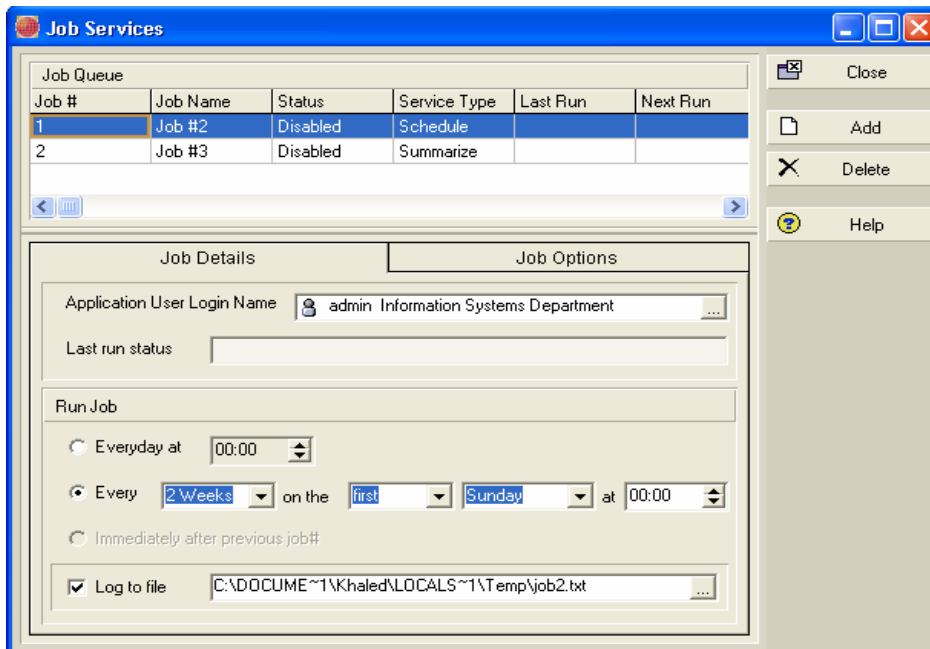 Job Services
Job Queue
Job # Job Name Status Service Type Last Run Next Run
1 Job #2 Disabled Schedule
2 Job #3 Disabled Summarize
Close
Add
Delete
Help
Job Details Job Options
Application User Login Name admin Information Systems Department ...
Last run status
Run Job
Everyday at 00:00
Every 2 Weeks on the first Sunday at 00:00
Immediately after previous job#
Log to file C:\DOCUME~1\Khaled\LOCALS~1\Temp\job2.txt ...